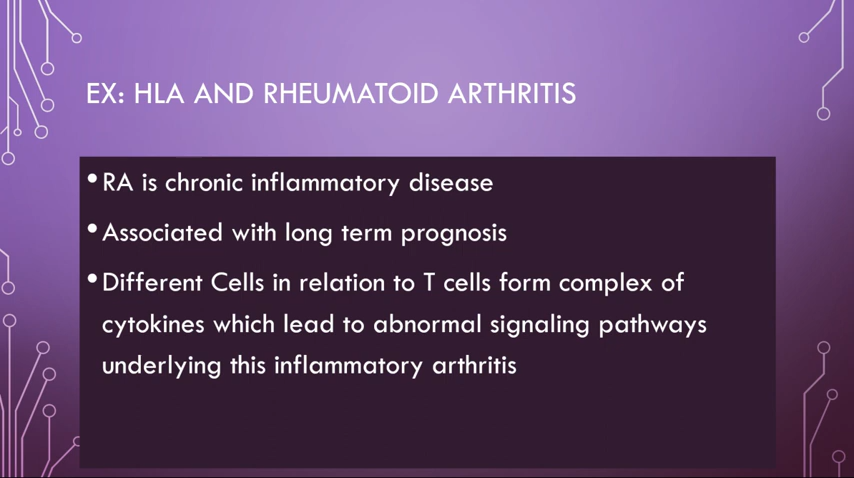 EX: HLA AND RHEUMATOID ARTHRITIS
•RA is chronic inflammatory disease
•Associated with long term prognosis
•Different Cells in relation to T cells form complex of
cytokines which lead to abnormal signaling pathways
underlying this inflammatory arthritis